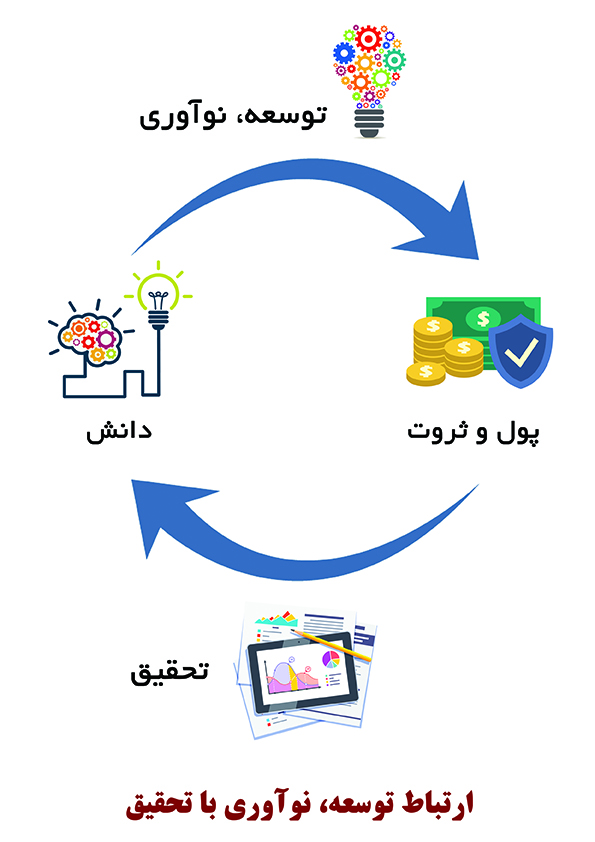 توسعه، نوآوری
دانش
پول و ثروت
تحقیق
ارتباط توسعه، نوآوری با تحقیق